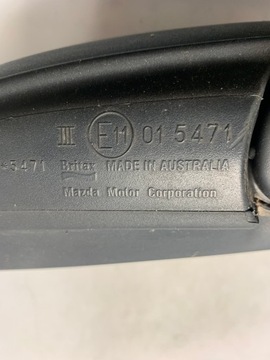 III E11 01 5471
*5471 Britax MADE IN AUSTRALIA
Mazda Motor Corporation